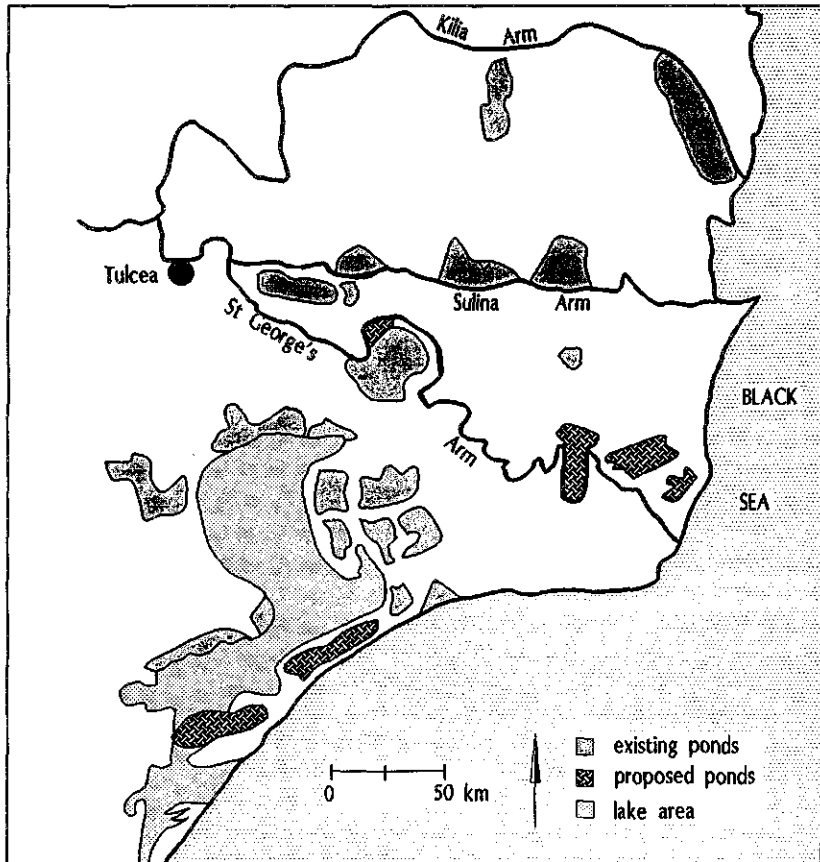 Kilia Arm
Tulcea
St George's
Sulina Arm
BLACK
Arm
SEA
existing ponds
proposed ponds
0 50 km
lake area